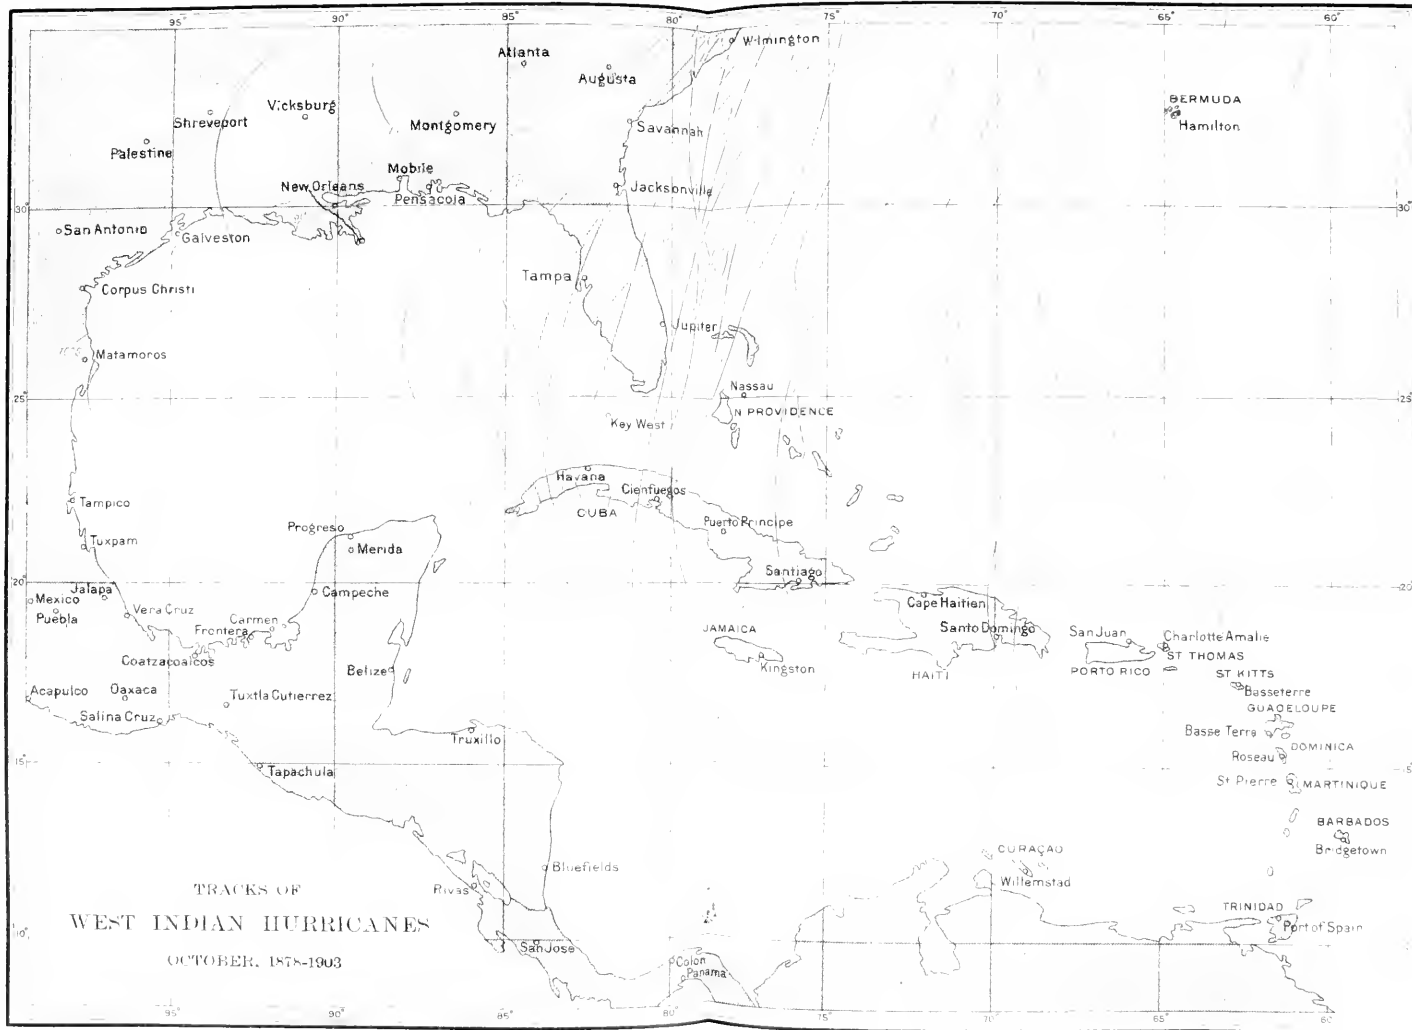 95° 90° 85° 80° 75° 70° 65° 60°
Wilmington
Atlanta
Augusta
BERMUDA
Hamilton
Vicksburg
Shreveport
Montgomery
Savannah
Palestine
Mobile
New Orleans
Pensacola
Jacksonville
30° 30°
San Antonio
Galveston
Tampa
Corpus Christi
Jupiter
Matamoros
Nassau
25° 25°
N PROVIDENCE
Key West
Havana
Cienfuegos
Tampico
CUBA
Puerto Principe
Progreso
Tuxpam
Merida
Santiago
20° 20°
Jalapa
Mexico
Campeche
Puebla
Vera Cruz
Cape Haitien
Carmen
Frontera
JAMAICA
Santo Domingo
San Juan
Charlotte Amalie
ST THOMAS
Coatzacoalcos
Belize
Kingston
HAITI
PORTO RICO
ST KITTS
Acapulco
Oaxaca
Tuxtla Gutierrez
Basseterre
GUADELOUPE
Salina Cruz
Truxillo
Basse Terre
DOMINICA
Roseau
15° 15°
Tapachula
St Pierre
MARTINIQUE
BARBADOS
Bridgetown
CURAÇAO
Bluefields
Willemstad
Rivas
TRINIDAD
Port of Spain
TRACKS OF
WEST INDIAN HURRICANES
OCTOBER, 1878-1903
10°
San Jose
Colon
Panama
95° 90° 85° 80° 75° 70° 65° 60°